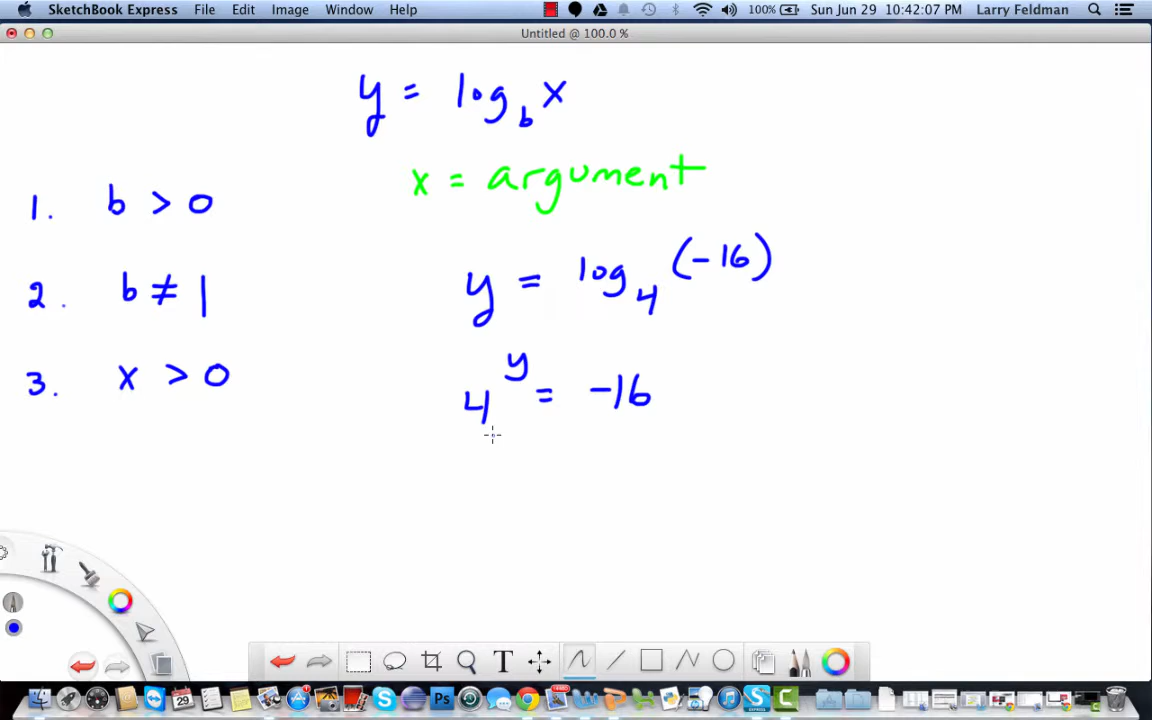 SketchBook Express File Edit Image Window Help 100% Sun Jun 29 10:42:07 PM Larry Feldman
Untitled @ 100.0 %
y = log_b x
x = argument
1. b > 0
y = log_4 (-16)
2. b ≠ 1
3. x > 0
4^y = -16